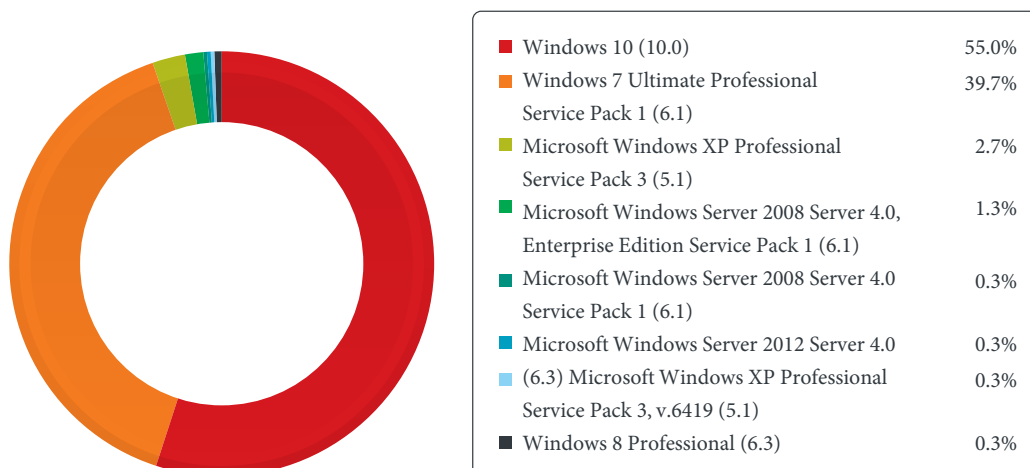 Windows 10 (10.0) 55.0%
Windows 7 Ultimate Professional 39.7%
Service Pack 1 (6.1)
Microsoft Windows XP Professional 2.7%
Service Pack 3 (5.1)
Microsoft Windows Server 2008 Server 4.0, 1.3%
Enterprise Edition Service Pack 1 (6.1)
Microsoft Windows Server 2008 Server 4.0 0.3%
Service Pack 1 (6.1)
Microsoft Windows Server 2012 Server 4.0 0.3%
(6.3) Microsoft Windows XP Professional 0.3%
Service Pack 3, v.6419 (5.1)
Windows 8 Professional (6.3) 0.3%